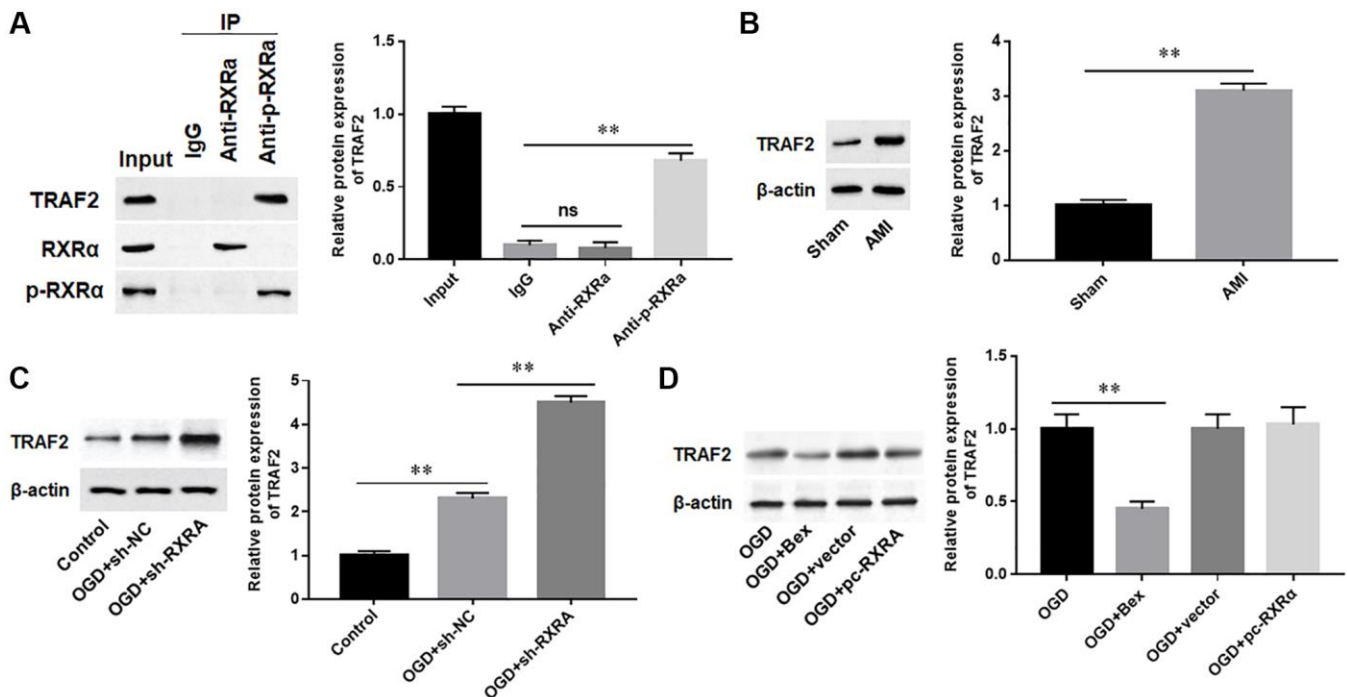 A
IP
Input
IgG
Anti-RXRa
Anti-p-RXRa
TRAF2
RXRα
p-RXRα
Relative protein expression
of TRAF2
1.5
1.0
0.5
0.0
**
ns
Input
IgG
Anti-RXRa
Anti-p-RXRa
B
TRAF2
β-actin
Sham
AMI
Relative protein expression
of TRAF2
4
3
2
1
0
**
Sham
AMI
C
TRAF2
β-actin
Control
OGD+sh-NC
OGD+sh-RXRA
Relative protein expression
of TRAF2
5
4
2
1
0
**
**
Control
OGD+sh-NC
OGD+sh-RXRA
D
TRAF2
β-actin
OGD
OGD+Bex
OGD+vector
OGD+pc-RXRA
Relative protein expression
of TRAF2
1.5
1.0
0.5
0.0
**
OGD
OGD+Bex
OGD+vector
OGD+pc-RXRα